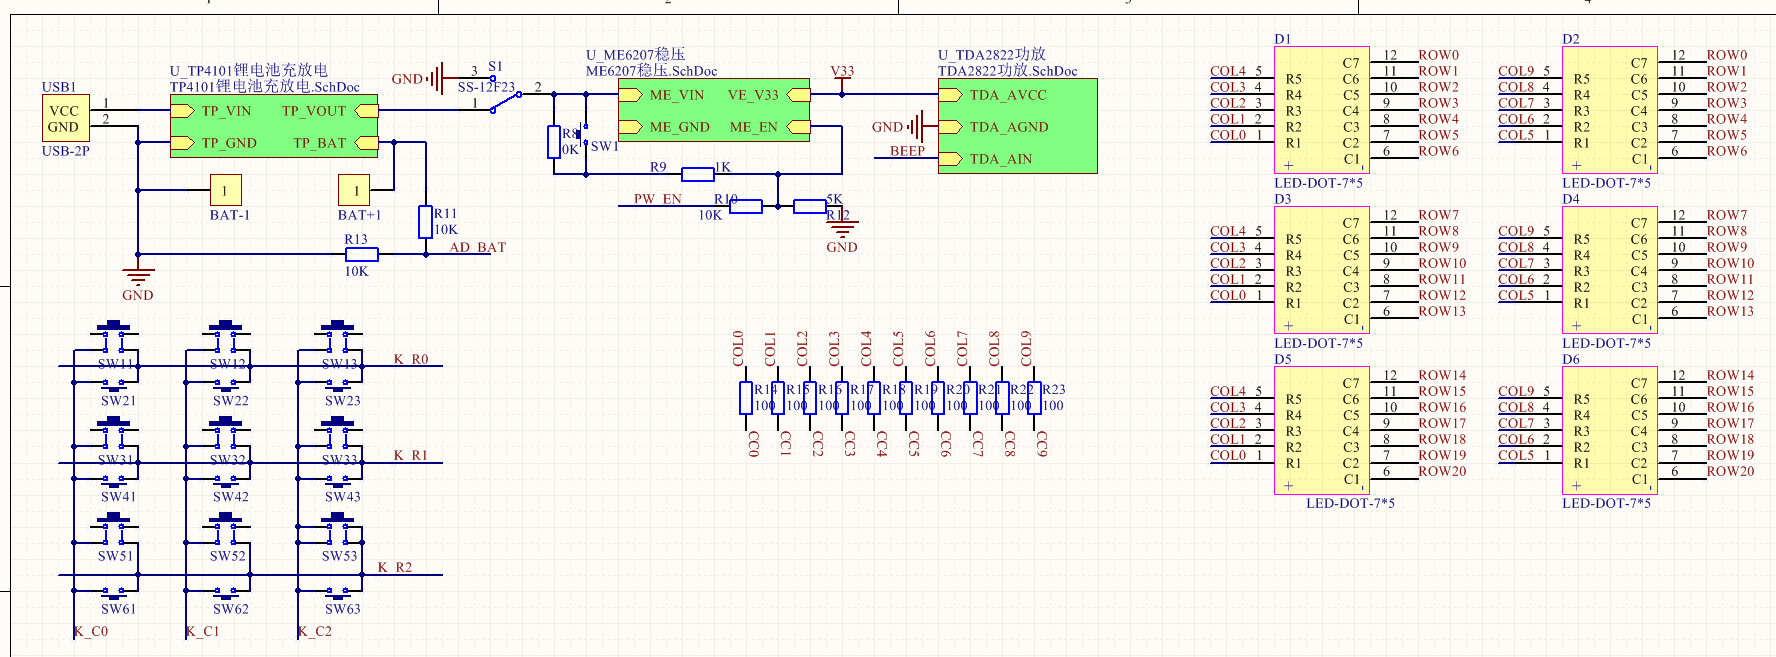 2
3
4
USB1
VCC
GND
1
2
USB-2P
U_TP4101锂电池充放电
TP4101锂电池充放电.SchDoc
TP_VIN
TP_VOUT
TP_GND
TP_BAT
1
BAT-1
1
BAT+1
R11
10K
R13
10K
AD_BAT
GND
GND
3
S1
SS-12F23
1
2
R8
0K
SW1
U_ME6207稳压
ME6207稳压.SchDoc
ME_VIN
VE_V33
ME_GND
ME_EN
V33
R9
1K
PW_EN
R10
10K
5K
R12
GND
U_TDA2822功放
TDA2822功放.SchDoc
TDA_AVCC
GND
TDA_AGND
BEEP
TDA_AIN
SW11 SW12 SW13 K_R0
SW21 SW22 SW23
SW31 SW32 SW33 K_R1
SW41 SW42 SW43
SW51 SW52 SW53
K_R2
SW61 SW62 SW63
K_C0 K_C1 K_C2
COL0 COL1 COL2 COL3 COL4 COL5 COL6 COL7 COL8 COL9
R14 R15 R16 R17 R18 R19 R20 R21 R22 R23
100 100 100 100 100 100 100 100 100 100
CC0 CC1 CC2 CC3 CC4 CC5 CC6 CC7 CC8 CC9
D1
C7 12 ROW0
COL4 5 R5 C6 11 ROW1
COL3 4 R4 C5 10 ROW2
COL2 3 R3 C4 9 ROW3
COL1 2 R2 C3 8 ROW4
COL0 1 R1 C2 7 ROW5
+ C1 6 ROW6
LED-DOT-7*5
D2
C7 12 ROW0
COL9 5 R5 C6 11 ROW1
COL8 4 R4 C5 10 ROW2
COL7 3 R3 C4 9 ROW3
COL6 2 R2 C3 8 ROW4
COL5 1 R1 C2 7 ROW5
+ C1 6 ROW6
LED-DOT-7*5
D3
C7 12 ROW7
COL4 5 R5 C6 11 ROW8
COL3 4 R4 C5 10 ROW9
COL2 3 R3 C4 9 ROW10
COL1 2 R2 C3 8 ROW11
COL0 1 R1 C2 7 ROW12
+ C1 6 ROW13
LED-DOT-7*5
D4
C7 12 ROW7
COL9 5 R5 C6 11 ROW8
COL8 4 R4 C5 10 ROW9
COL7 3 R3 C4 9 ROW10
COL6 2 R2 C3 8 ROW11
COL5 1 R1 C2 7 ROW12
+ C1 6 ROW13
LED-DOT-7*5
D5
C7 12 ROW14
COL4 5 R5 C6 11 ROW15
COL3 4 R4 C5 10 ROW16
COL2 3 R3 C4 9 ROW17
COL1 2 R2 C3 8 ROW18
COL0 1 R1 C2 7 ROW19
+ C1 6 ROW20
LED-DOT-7*5
D6
C7 12 ROW14
COL9 5 R5 C6 11 ROW15
COL8 4 R4 C5 10 ROW16
COL7 3 R3 C4 9 ROW17
COL6 2 R2 C3 8 ROW18
COL5 1 R1 C2 7 ROW19
+ C1 6 ROW20
LED-DOT-7*5